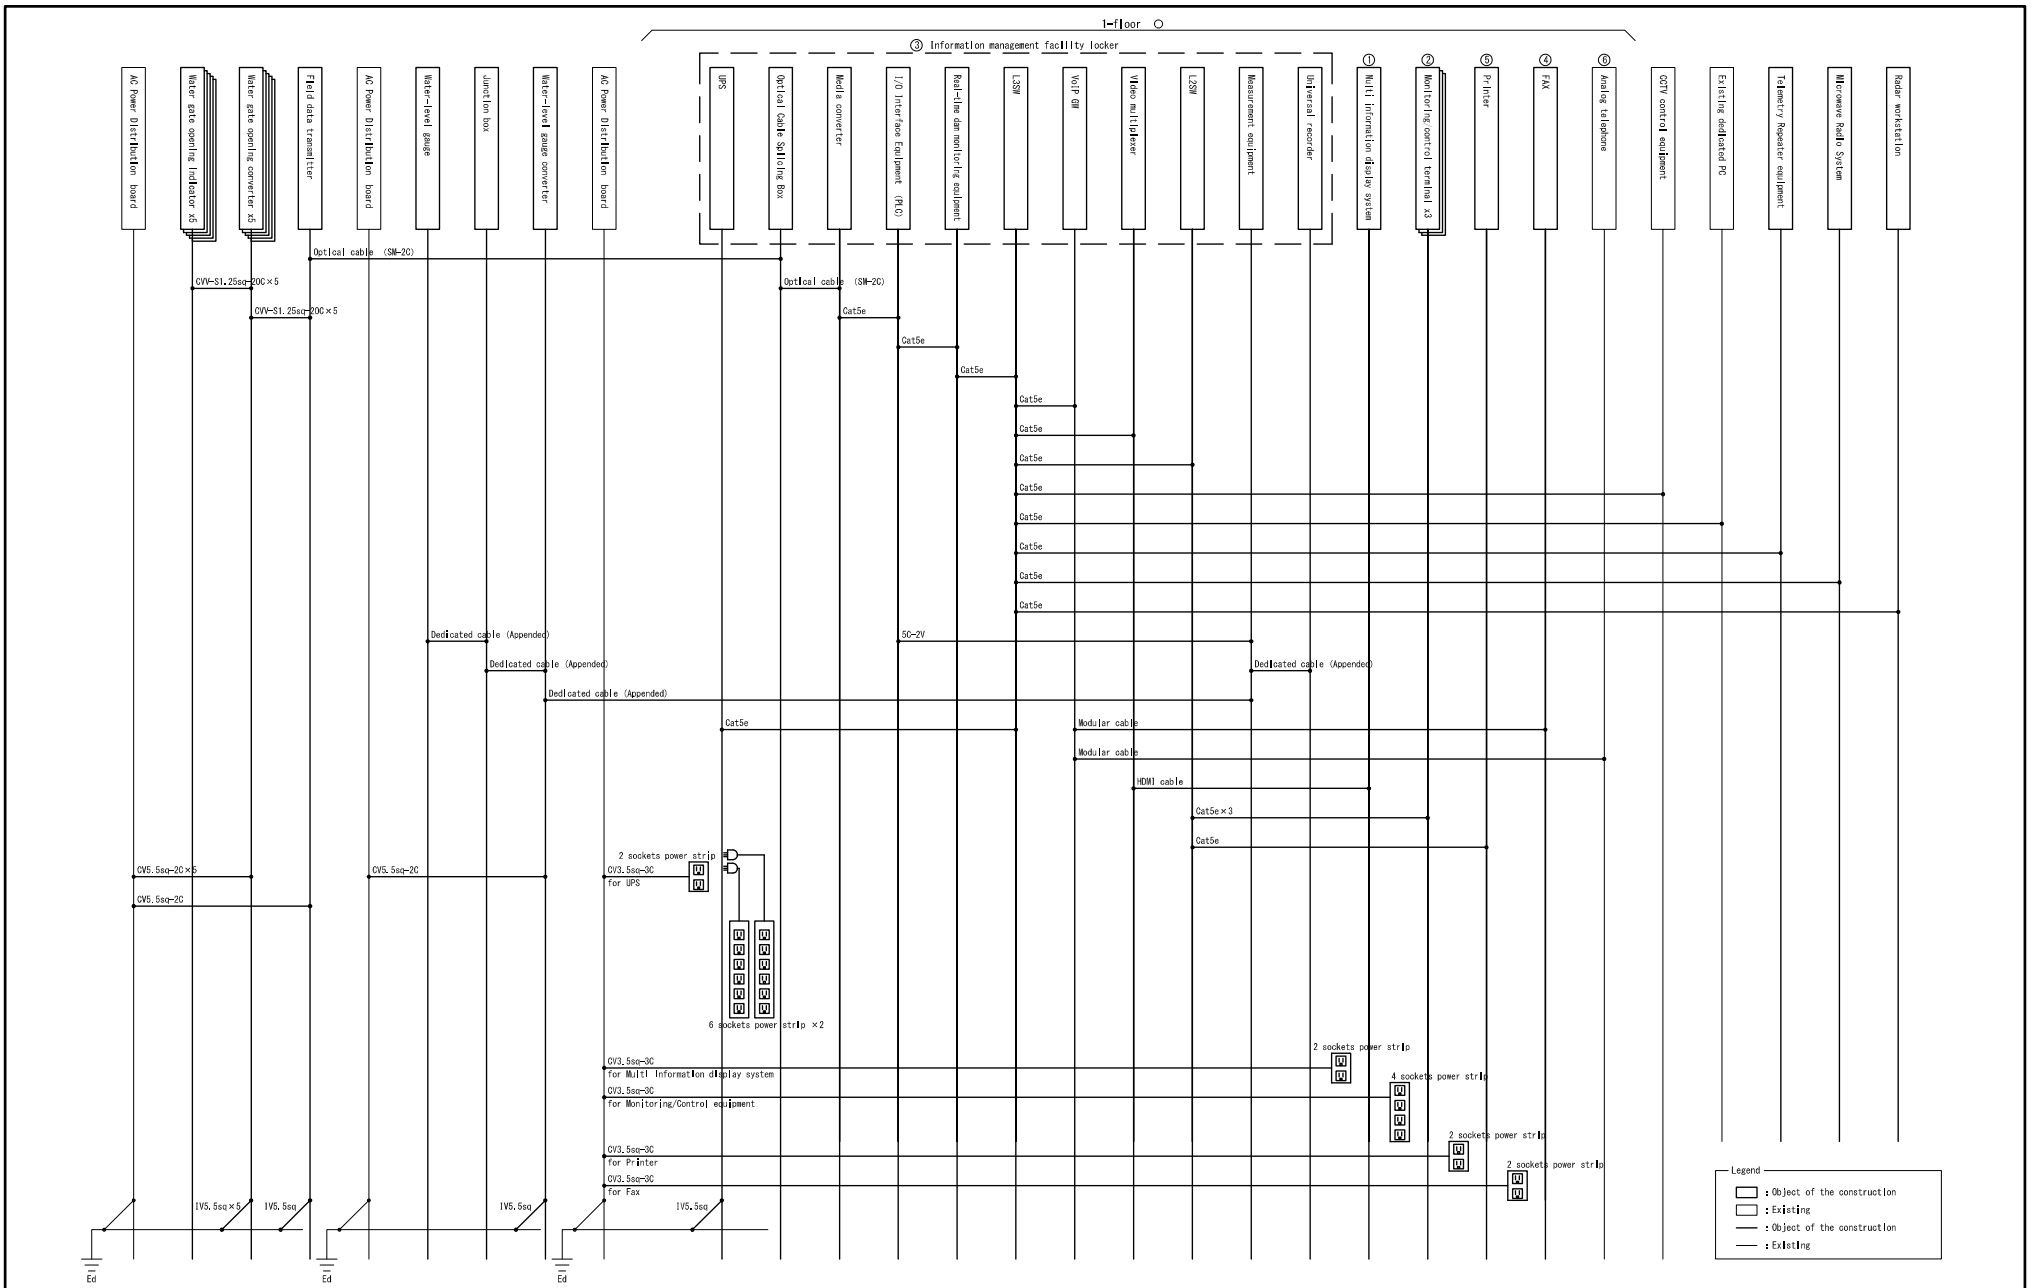 1-floor ○
③ Information management facility locker
AC Power Distribution board
Water gate opening indicator x5
Water gate opening converter x5
Field data transmitter
AC Power Distribution board
Water-level gauge
Junction box
Water-level gauge converter
AC Power Distribution board
UPS
Optical Cable Splicing Box
Media converter
I/O Interface Equipment (PLC)
Real-time dam monitoring equipment
L3SW
VoIP GW
Video multiplexer
L2SW
Measurement equipment
Universal recorder
①
Multi information display system
②
Monitoring/control terminal x3
⑤
Printer
④
FAX
⑥
Analog telephone
CCTV control equipment
Existing dedicated PC
Telemetry Repeater equipment
Microwave Radio System
Radar workstation
Optical cable (SM-2C)
CVV-S1.25sq-20C×5
Optical cable (SM-2C)
CVV-S1.25sq-20C×5
Cat5e
Cat5e
Cat5e
Cat5e
Cat5e
Cat5e
Cat5e
Cat5e
Cat5e
Cat5e
Cat5e
Dedicated cable (Appended)
5C-2V
Dedicated cable (Appended)
Dedicated cable (Appended)
Dedicated cable (Appended)
Cat5e
Modular cable
Modular cable
HDMI cable
Cat5e×3
Cat5e
2 sockets power strip
CV5.5sq-2C×5
CV5.5sq-2C
CV3.5sq-3C
for UPS
CV5.5sq-2C
6 sockets power strip ×2
2 sockets power strip
CV3.5sq-3C
for Multi Information display system
4 sockets power strip
CV3.5sq-3C
for Monitoring/Control equipment
2 sockets power strip
CV3.5sq-3C
for Printer
2 sockets power strip
CV3.5sq-3C
for Fax
IV5.5sq×5
IV5.5sq
IV5.5sq
IV5.5sq
Ed
Ed
Ed
Legend
: Object of the construction
: Existing
: Object of the construction
: Existing